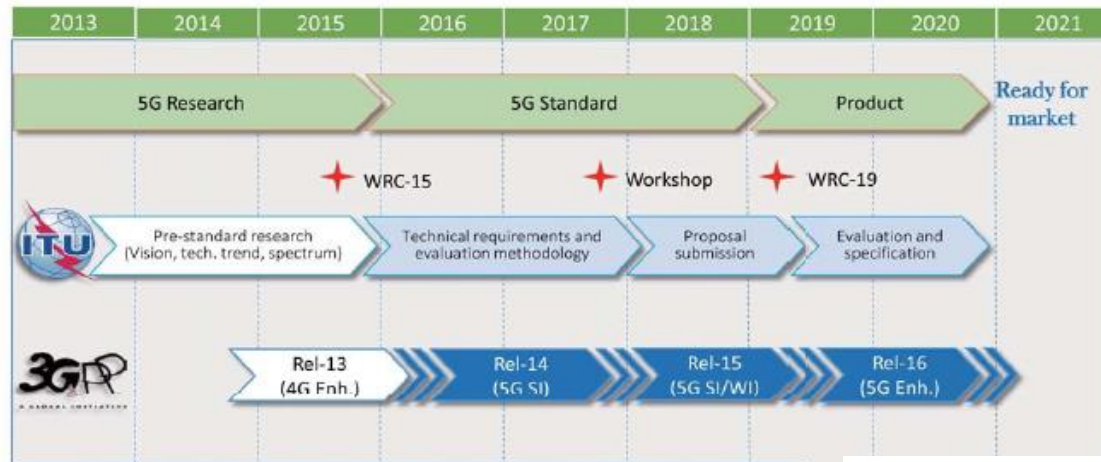 2013 2014 2015 2016 2017 2018 2019 2020 2021
5G Research 5G Standard Product Ready for
market
WRC-15 Workshop WRC-19
ITU
Pre-standard research
(Vision, tech. trend, spectrum)
Technical requirements and
evaluation methodology
Proposal
submission
Evaluation and
specification
3GPP
A GLOBAL INITIATIVE
Rel-13
(4G Enh.)
Rel-14
(5G SI)
Rel-15
(5G SI/WI)
Rel-16
(5G Enh.)